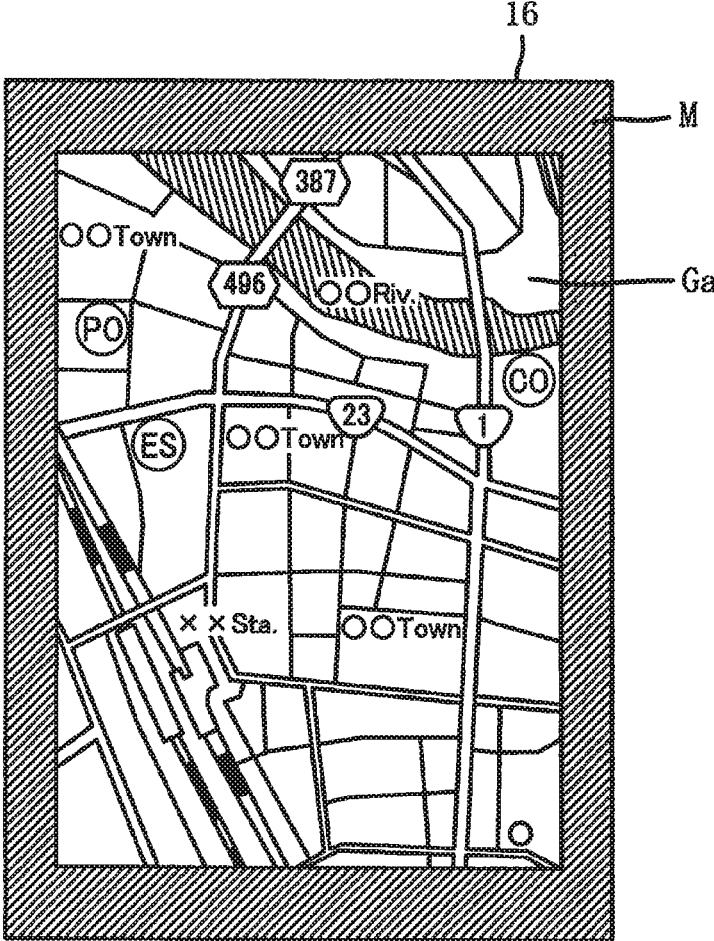 16
M
387
○○Town
496
○○Riv.
Ga
PO
CO
23
1
ES
○○Town
× × Sta.
○○Town